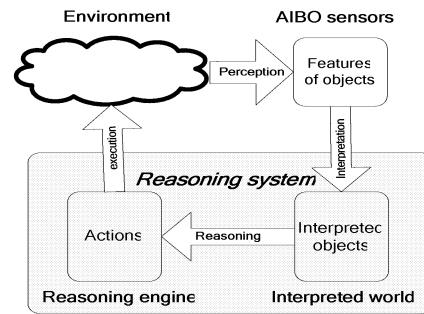 Environment
AIBO sensors
Perception
Features
of objects
execution
Interpretation
Reasoning system
Actions
Reasoning
Interpreted
objects
Reasoning engine
Interpreted world